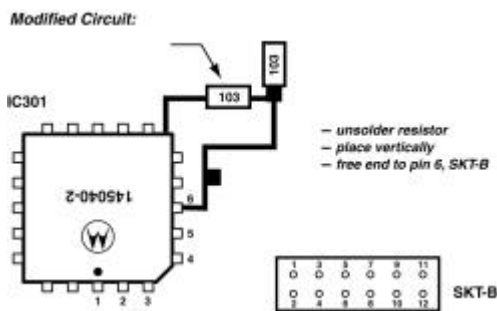 Modified Circuit:
103
103
IC301
– unsolder resistor
– place vertically
– free end to pin 6, SKT-B
145040-2
6
5
4
1 2 3
1 3 5 7 9 11
2 4 6 8 10 12
SKT-B